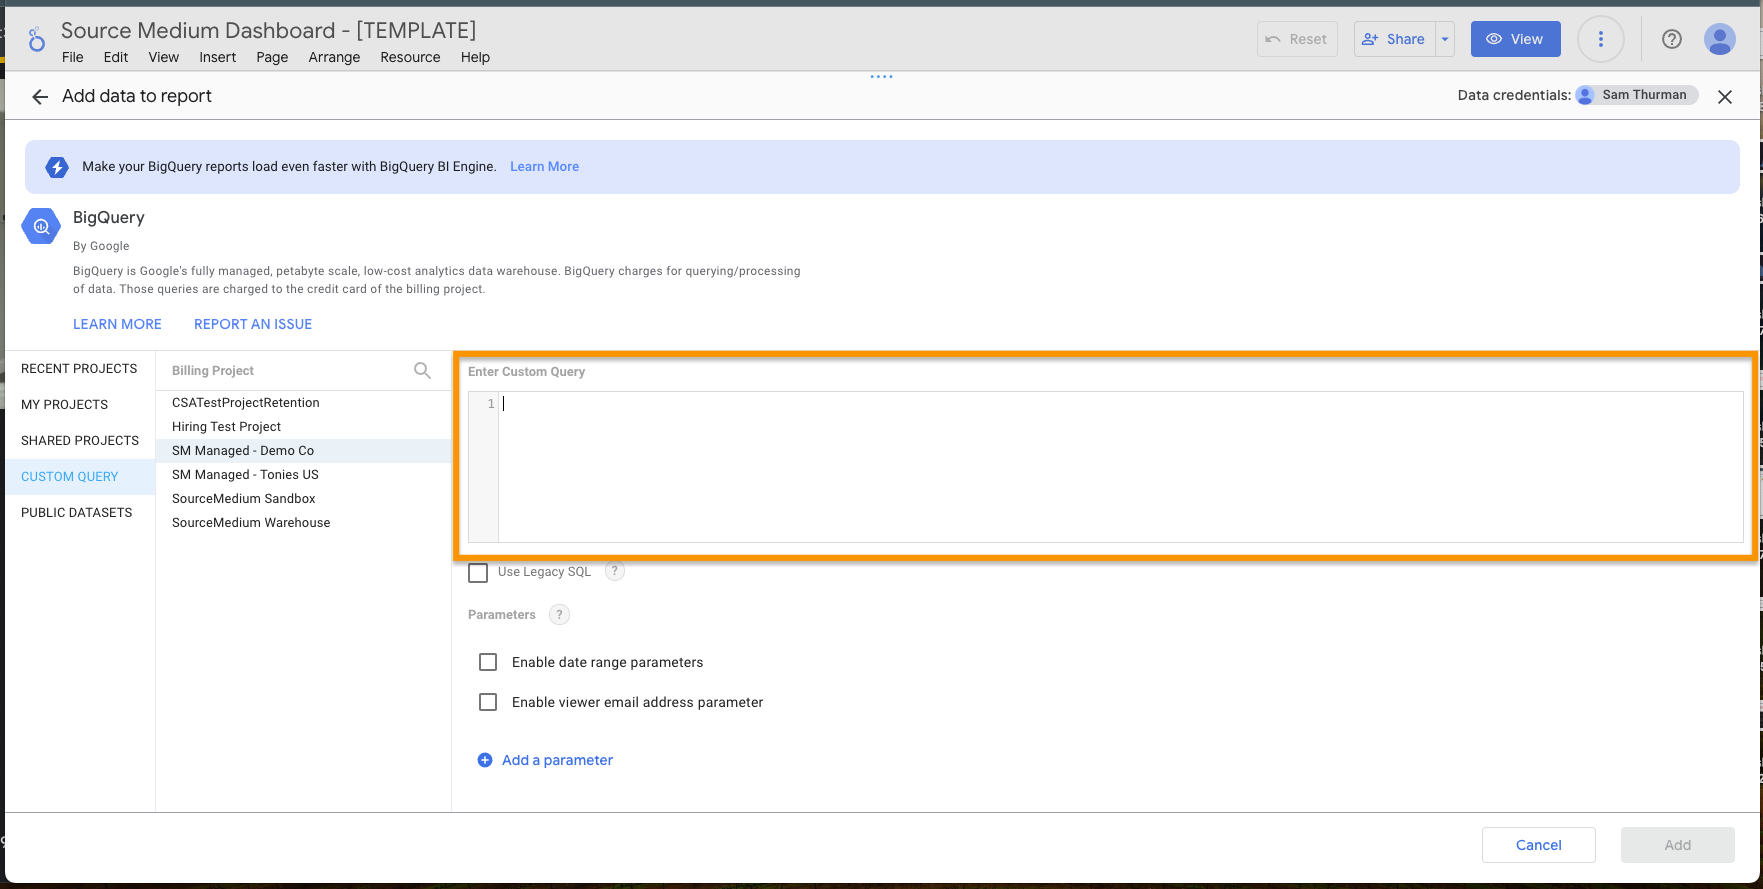 Source Medium Dashboard - [TEMPLATE]
File Edit View Insert Page Arrange Resource Help
Reset
Share
View
Add data to report
Data credentials: Sam Thurman
Make your BigQuery reports load even faster with BigQuery BI Engine. Learn More
BigQuery
By Google
BigQuery is Google's fully managed, petabyte scale, low-cost analytics data warehouse. BigQuery charges for querying/processing
of data. Those queries are charged to the credit card of the billing project.
LEARN MORE REPORT AN ISSUE
RECENT PROJECTS
MY PROJECTS
SHARED PROJECTS
CUSTOM QUERY
PUBLIC DATASETS
Billing Project
CSATestProjectRetention
Hiring Test Project
SM Managed - Demo Co
SM Managed - Tonies US
SourceMedium Sandbox
SourceMedium Warehouse
Enter Custom Query
1
Use Legacy SQL ?
Parameters ?
Enable date range parameters
Enable viewer email address parameter
Add a parameter
Cancel Add